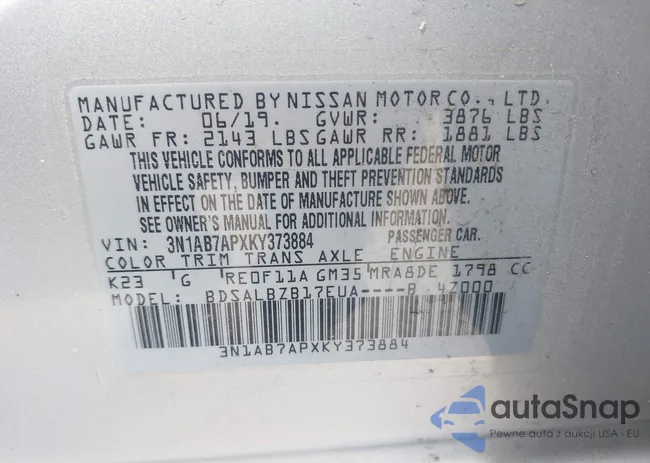 MANUFACTURED BY NISSAN MOTOR CO., LTD.
DATE: 06/19. GVWR: 3876 LBS
GAWR FR: 2143 LBS GAWR RR: 1881 LBS
THIS VEHICLE CONFORMS TO ALL APPLICABLE FEDERAL MOTOR
VEHICLE SAFETY, BUMPER AND THEFT PREVENTION STANDARDS
IN EFFECT ON THE DATE OF MANUFACTURE SHOWN ABOVE.
SEE OWNER'S MANUAL FOR ADDITIONAL INFORMATION.
VIN: 3N1AB7APXKY373884 PASSENGER CAR.
COLOR TRIM TRANS AXLE ENGINE
K23 G RE0F11A GM35 MRA8DE 1798 CC
MODEL: BDSALBZB17EUA----B 47000
3N1AB7APXKY373884
autaSnap
Pewne auta z aukcji USA i EU